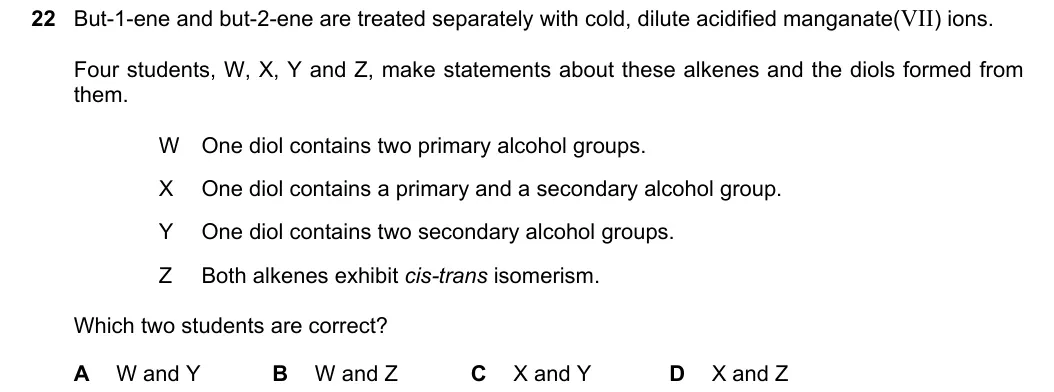 22 But-1-ene and but-2-ene are treated separately with cold, dilute acidified manganate(VII) ions.
Four students, W, X, Y and Z, make statements about these alkenes and the diols formed from
them.
W One diol contains two primary alcohol groups.
X One diol contains a primary and a secondary alcohol group.
Y One diol contains two secondary alcohol groups.
Z Both alkenes exhibit cis-trans isomerism.
Which two students are correct?
A W and Y B W and Z C X and Y D X and Z